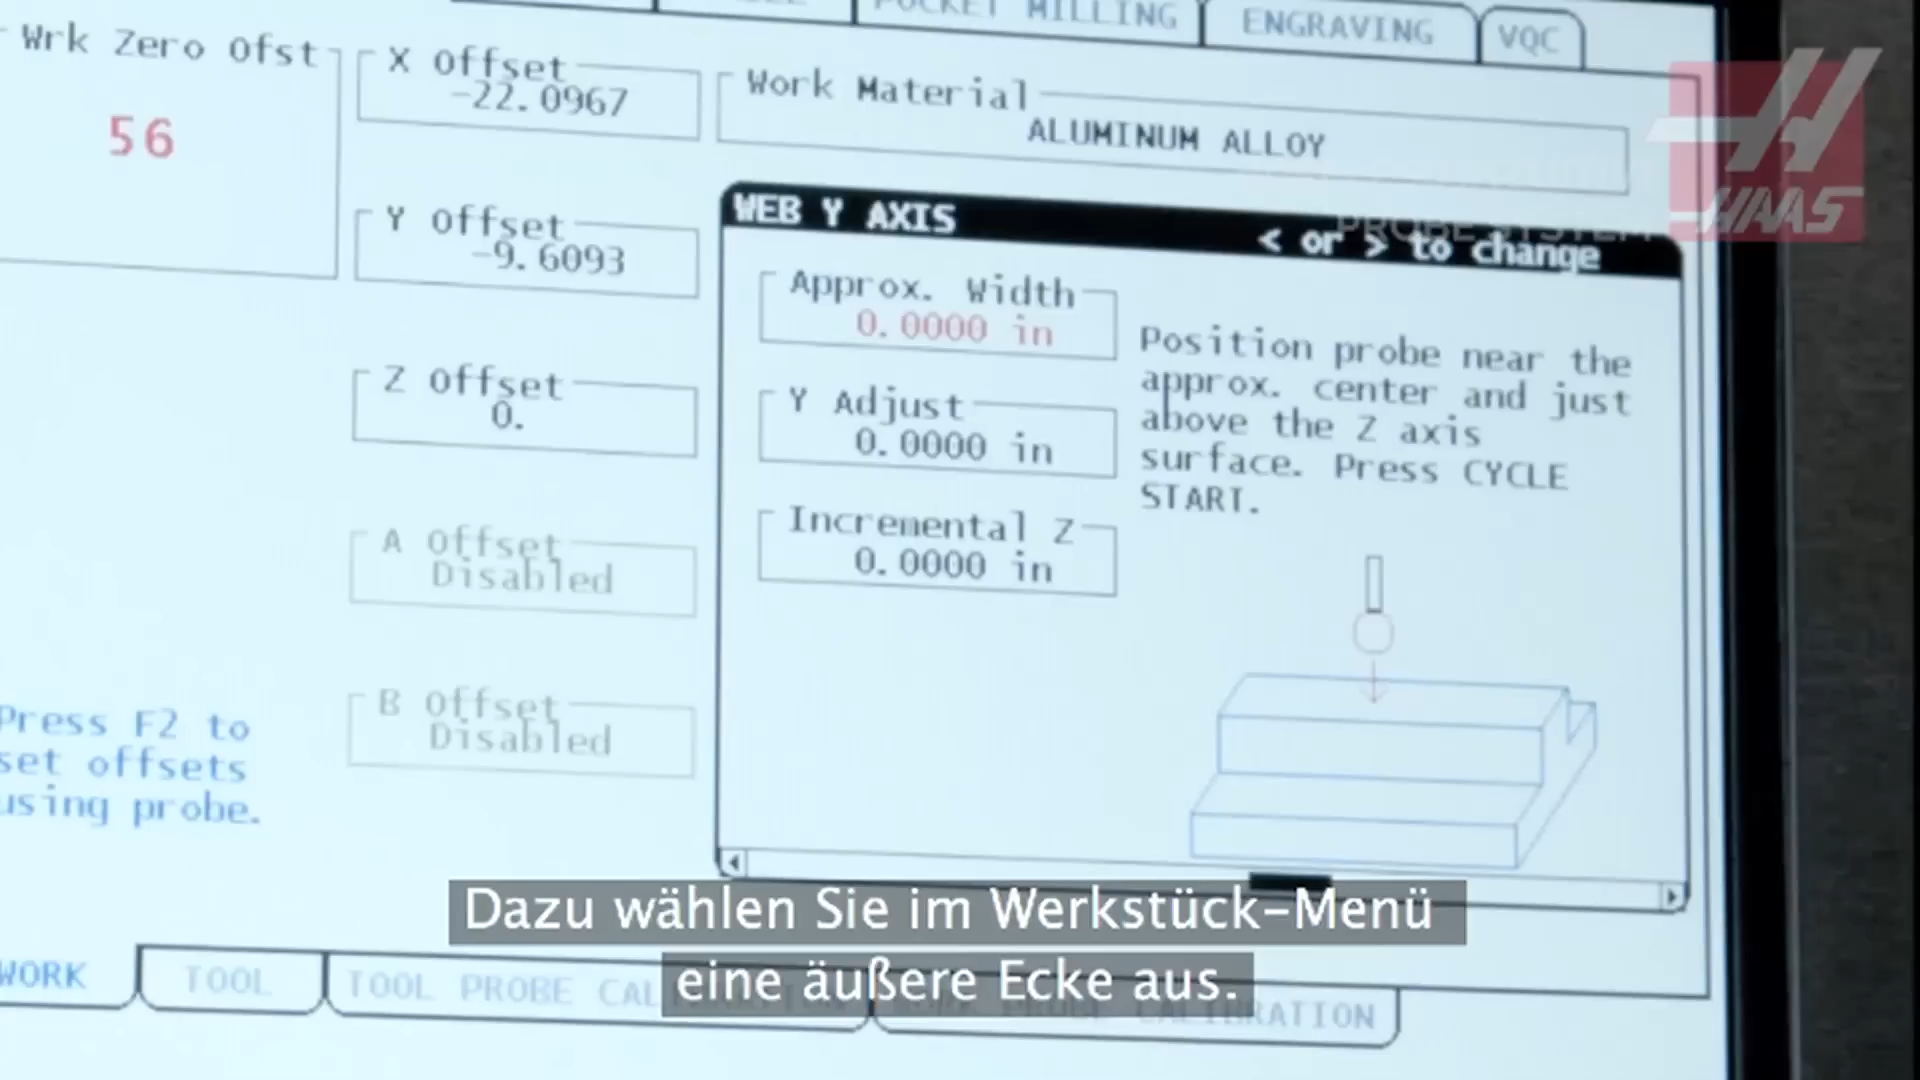 POCKET MILLING
ENGRAVING
VQC
Wrk Zero Ofst
56
X Offset
-22.0967
Work Material
ALUMINUM ALLOY
HAAS
PROBE SYSTEM
Y Offset
-9.6093
WEB Y AXIS
< or > to change
Approx. Width
0.0000 in
Position probe near the
approx. center and just
above the Z axis
surface. Press CYCLE
START.
Z Offset
0.
Y Adjust
0.0000 in
Incremental Z
0.0000 in
A Offset
Disabled
B Offset
Disabled
Press F2 to
set offsets
using probe.
Dazu wählen Sie im Werkstück-Menü
eine äußere Ecke aus.
WORK
TOOL
TOOL PROBE
PROBE CALIBRATION